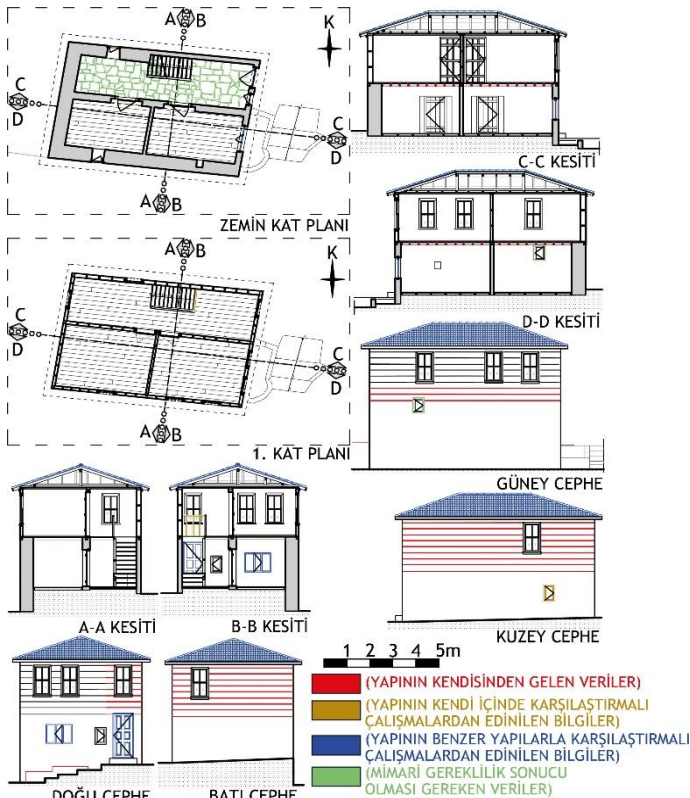 A B
K
C
D
C
D
A B
ZEMİN KAT PLANI
C-C KESİTİ
D-D KESİTİ
A B
K
C
D
C
D
A B
1. KAT PLANI
GÜNEY CEPHE
A-A KESİTİ
B-B KESİTİ
KUZEY CEPHE
1 2 3 4 5m
(YAPININ KENDİSİNDEN GELEN VERİLER)
(YAPININ KENDİ İÇİNDE KARŞILAŞTIRMALI
ÇALIŞMALARDAN EDİNİLEN BİLGİLER)
(YAPININ BENZER YAPILARLA KARŞILAŞTIRMALI
ÇALIŞMALARDAN EDİNİLEN BİLGİLER)
(MİMARİ GEREKLİLİK SONUCU
OLMASI GEREKEN VERİLER)
DOĞU CEPHE
BATI CEPHE